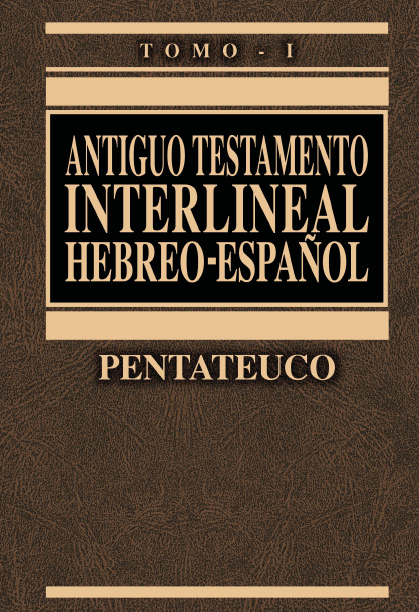 TOMO - I
ANTIGUO TESTAMENTO
INTERLINEAL
HEBREO-ESPAÑOL
PENTATEUCO